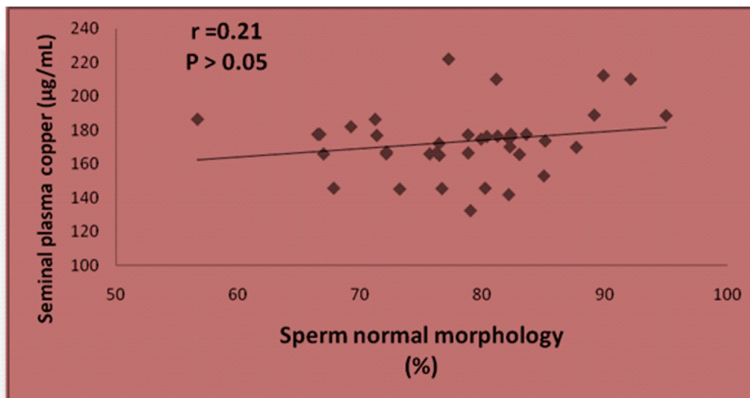 r =0.21
P > 0.05
Seminal plasma copper (µg/mL)
240
220
200
180
160
140
120
100
50 60 70 80 90 100
Sperm normal morphology
(%)